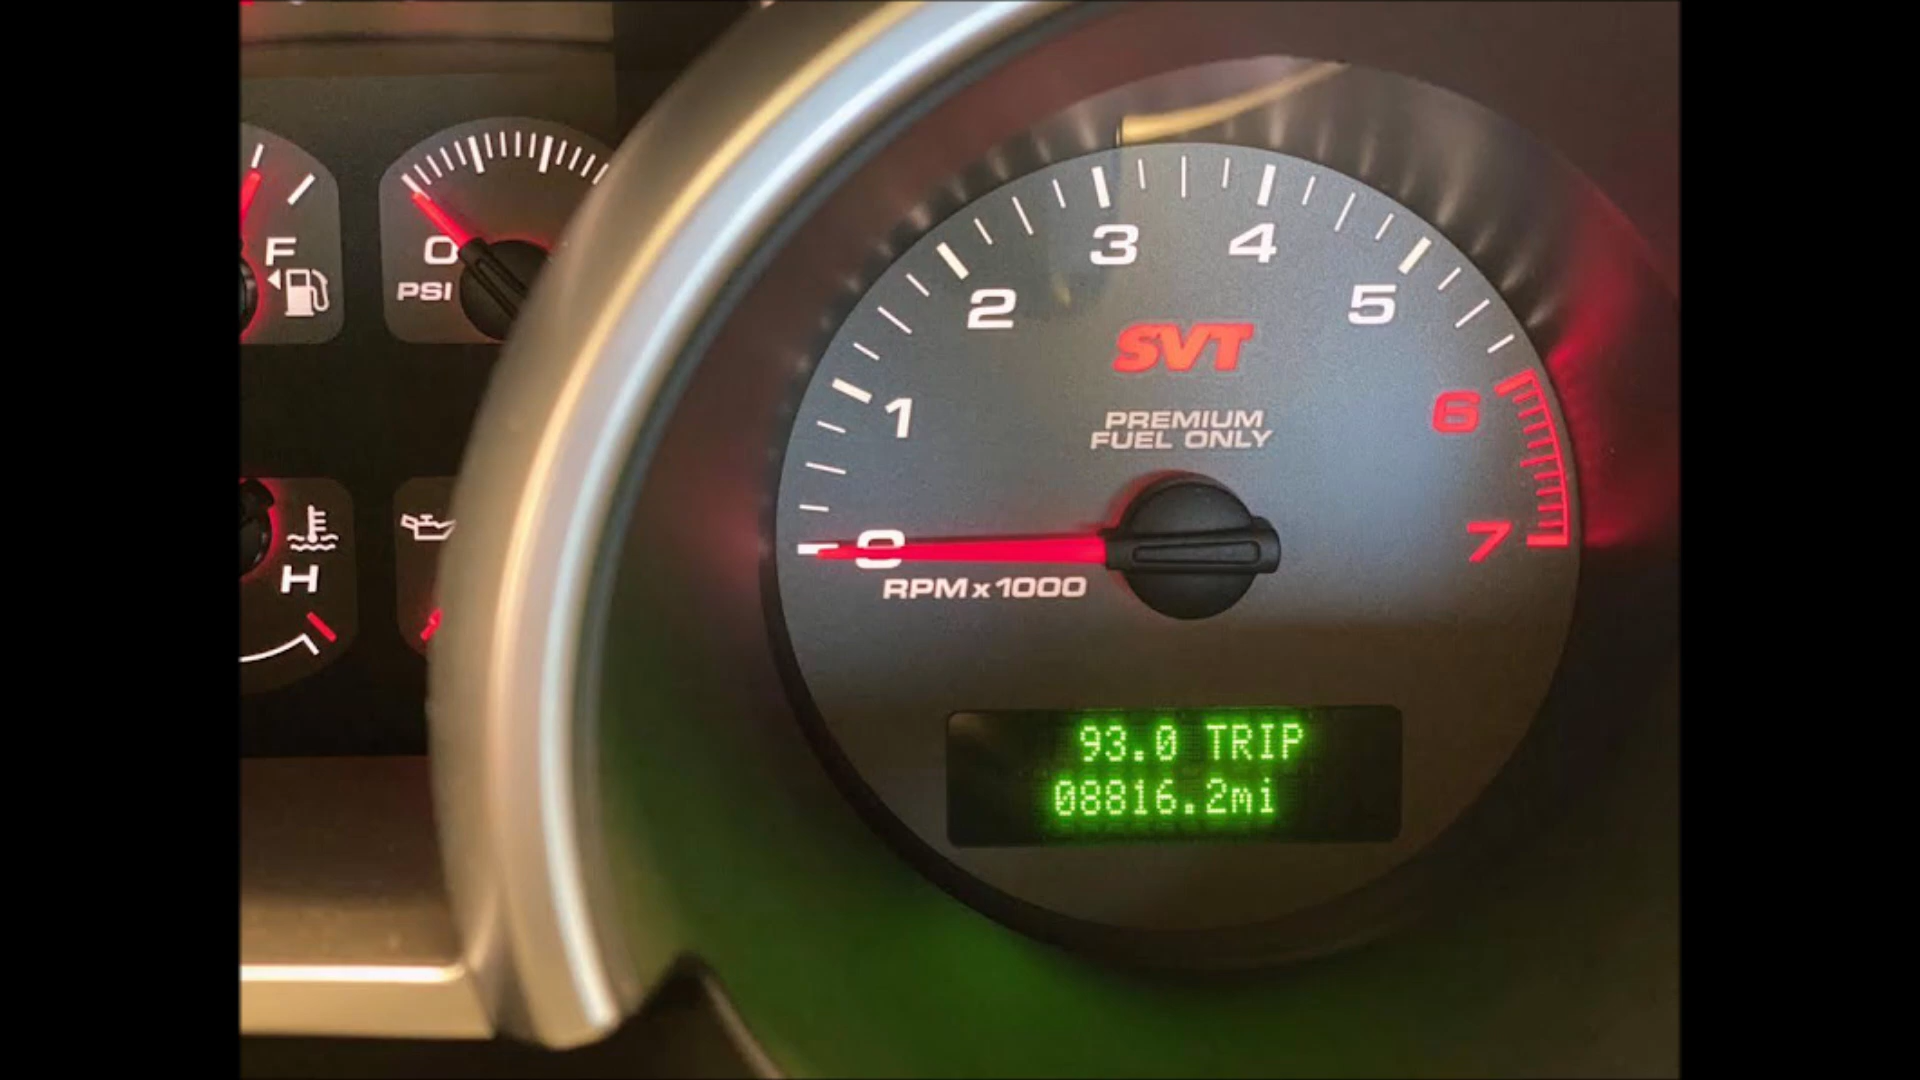 F
0
PSI
H
0
1
2
3
4
5
6
7
SVT
PREMIUM
FUEL ONLY
RPM x 1000
93.0 TRIP
08816.2mi